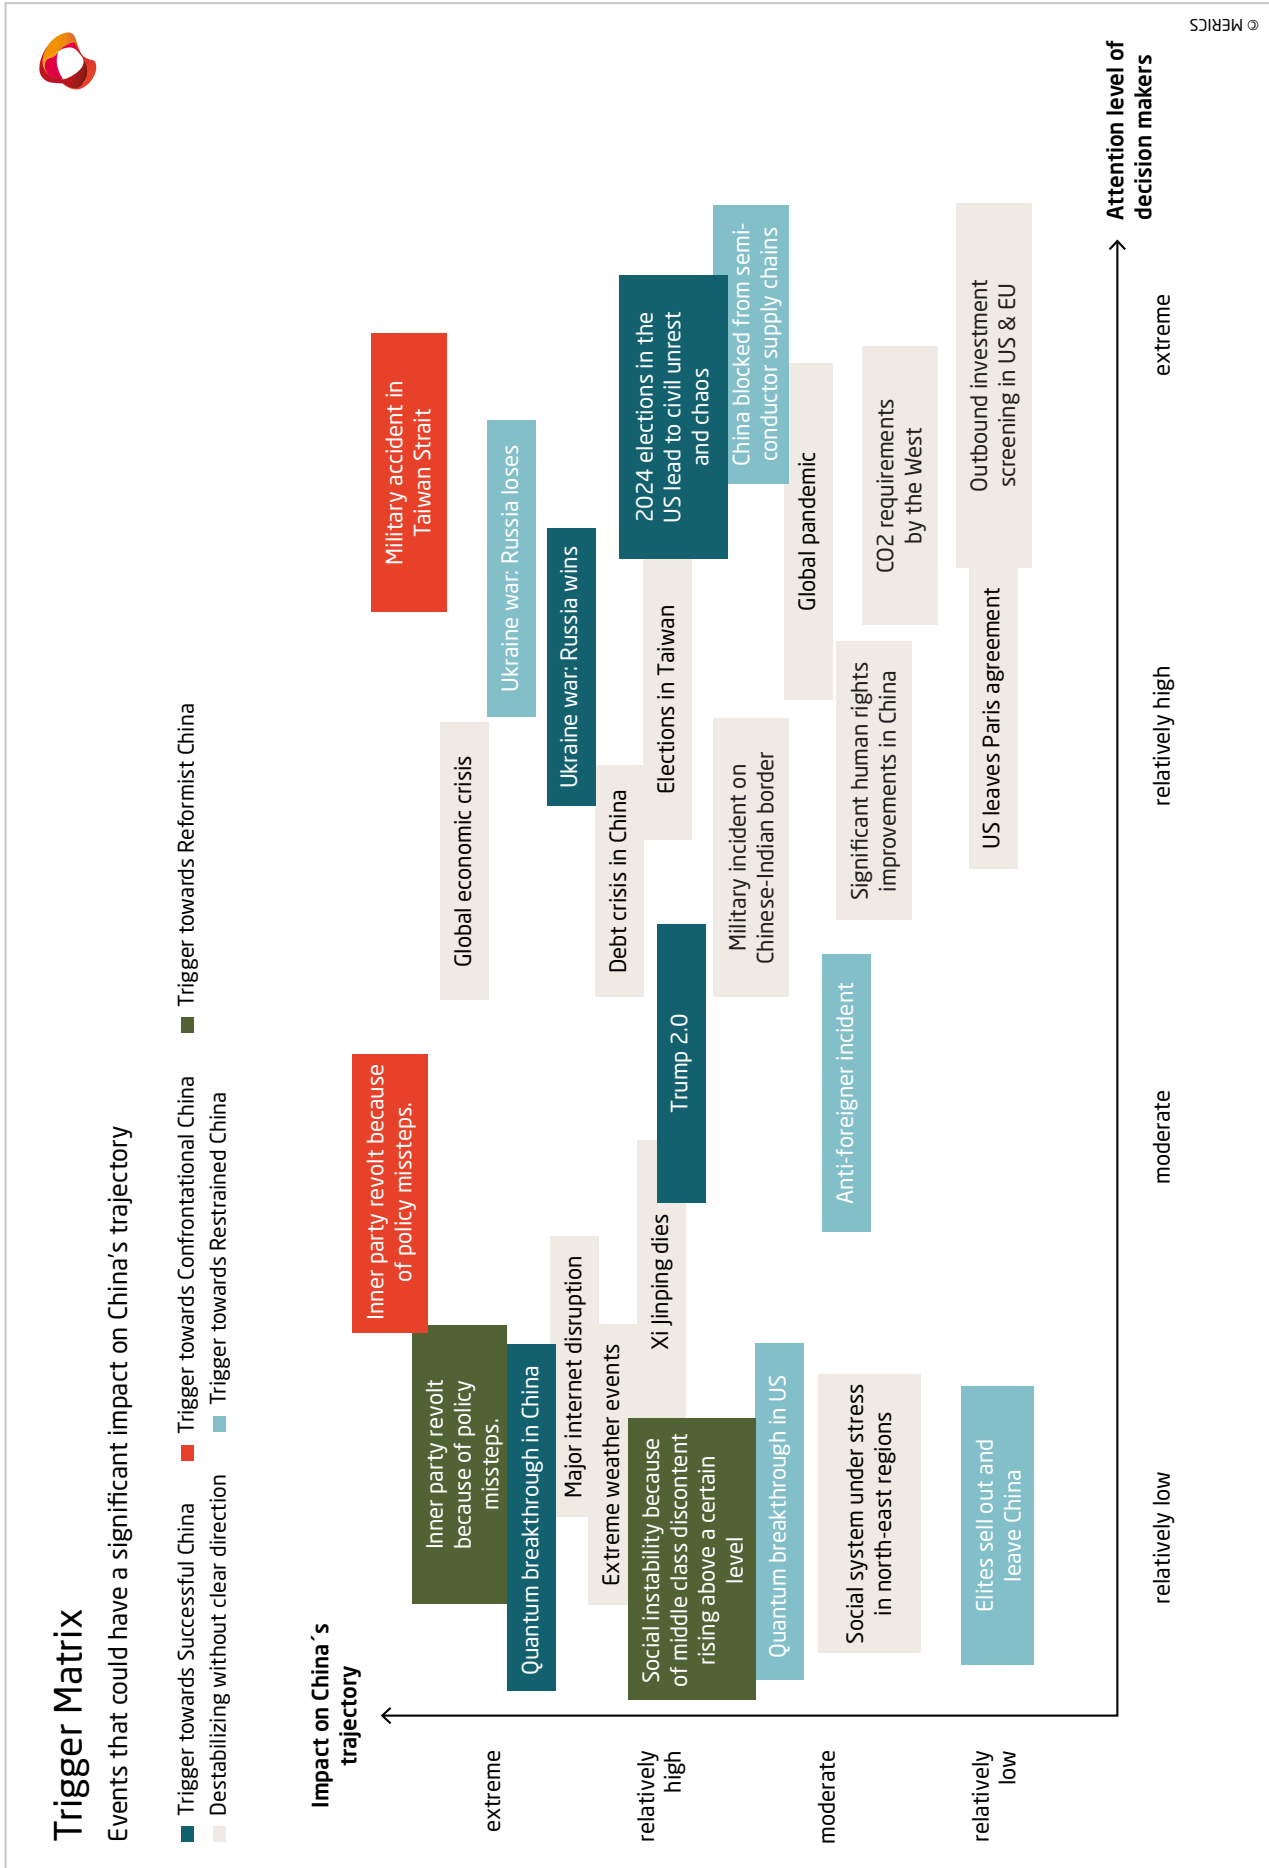 Trigger Matrix
Events that could have a significant impact on China's trajectory
Trigger towards Successful China
Trigger towards Confrontational China
Trigger towards Reformist China
Destabilizing without clear direction
Trigger towards Restrained China
Impact on China´s
trajectory
extreme
relatively
high
moderate
relatively
low
Inner party revolt because
of policy missteps.
Military accident in
Taiwan Strait
Inner party revolt
because of policy
missteps.
Global economic crisis
Ukraine war: Russia loses
Quantum breakthrough in China
Major internet disruption
Ukraine war: Russia wins
Extreme weather events
Debt crisis in China
Xi Jinping dies
Elections in Taiwan
2024 elections in the
US lead to civil unrest
and chaos
Trump 2.0
Social instability because
of middle class discontent
rising above a certain
level
Military incident on
Chinese-Indian border
China blocked from semi-
conductor supply chains
Quantum breakthrough in US
Global pandemic
Social system under stress
in north-east regions
Anti-foreigner incident
Significant human rights
improvements in China
CO2 requirements
by the West
Elites sell out and
leave China
US leaves Paris agreement
Outbound investment
screening in US & EU
relatively low
moderate
relatively high
extreme
Attention level of
decision makers
© MERICS